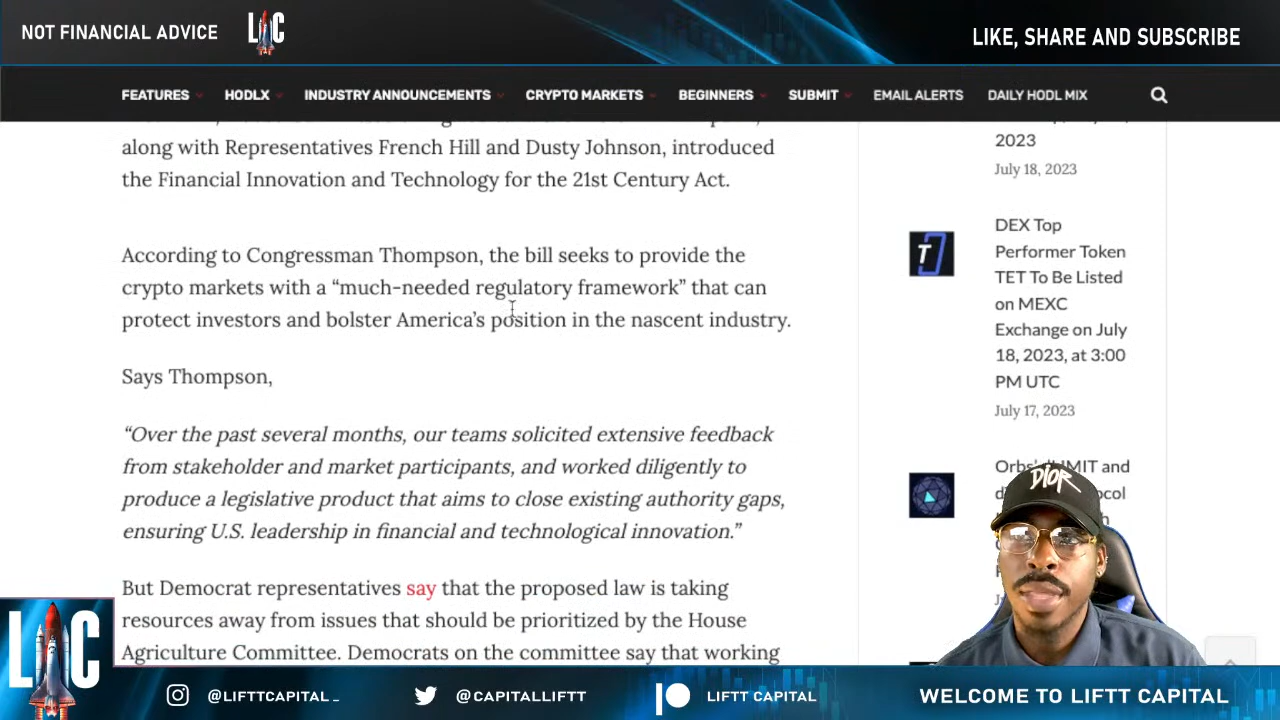 NOT FINANCIAL ADVICE
LC
LIKE, SHARE AND SUBSCRIBE
FEATURES HODLX INDUSTRY ANNOUNCEMENTS CRYPTO MARKETS BEGINNERS SUBMIT EMAIL ALERTS DAILY HODL MIX
along with Representatives French Hill and Dusty Johnson, introduced
the Financial Innovation and Technology for the 21st Century Act.
According to Congressman Thompson, the bill seeks to provide the
crypto markets with a “much-needed regulatory framework” that can
protect investors and bolster America’s position in the nascent industry.
Says Thompson,
“Over the past several months, our teams solicited extensive feedback
from stakeholder and market participants, and worked diligently to
produce a legislative product that aims to close existing authority gaps,
ensuring U.S. leadership in financial and technological innovation.”
But Democrat representatives say that the proposed law is taking
resources away from issues that should be prioritized by the House
Agriculture Committee. Democrats on the committee say that working
2023
July 18, 2023
DEX Top
Performer Token
TET To Be Listed
on MEXC
Exchange on July
18, 2023, at 3:00
PM UTC
July 17, 2023
and
DIOR
LC
@LIFTTCAPITAL_
@CAPITALLIFTT
LIFTT CAPITAL
WELCOME TO LIFTT CAPITAL